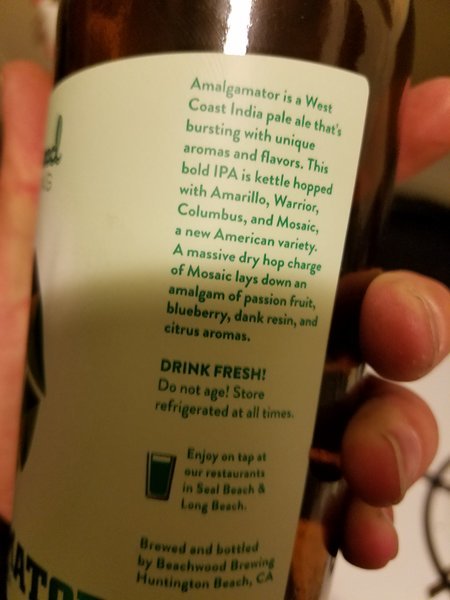 Amalgamator is a West
Coast India pale ale that's
bursting with unique
aromas and flavors. This
bold IPA is kettle hopped
with Amarillo, Warrior,
Columbus, and Mosaic,
a new American variety.
A massive dry hop charge
of Mosaic lays down an
amalgam of passion fruit,
blueberry, dank resin, and
citrus aromas.
DRINK FRESH!
Do not age! Store
refrigerated at all times.
Enjoy on tap at
our restaurants
in Seal Beach &
Long Beach.
Brewed and bottled
by Beachwood Brewing
Huntington Beach, CA